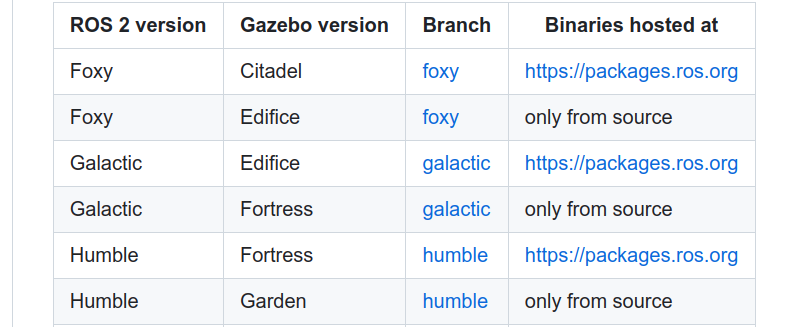 ROS 2 version Gazebo version Branch Binaries hosted at
Foxy Citadel foxy https://packages.ros.org
Foxy Edifice foxy only from source
Galactic Edifice galactic https://packages.ros.org
Galactic Fortress galactic only from source
Humble Fortress humble https://packages.ros.org
Humble Garden humble only from source